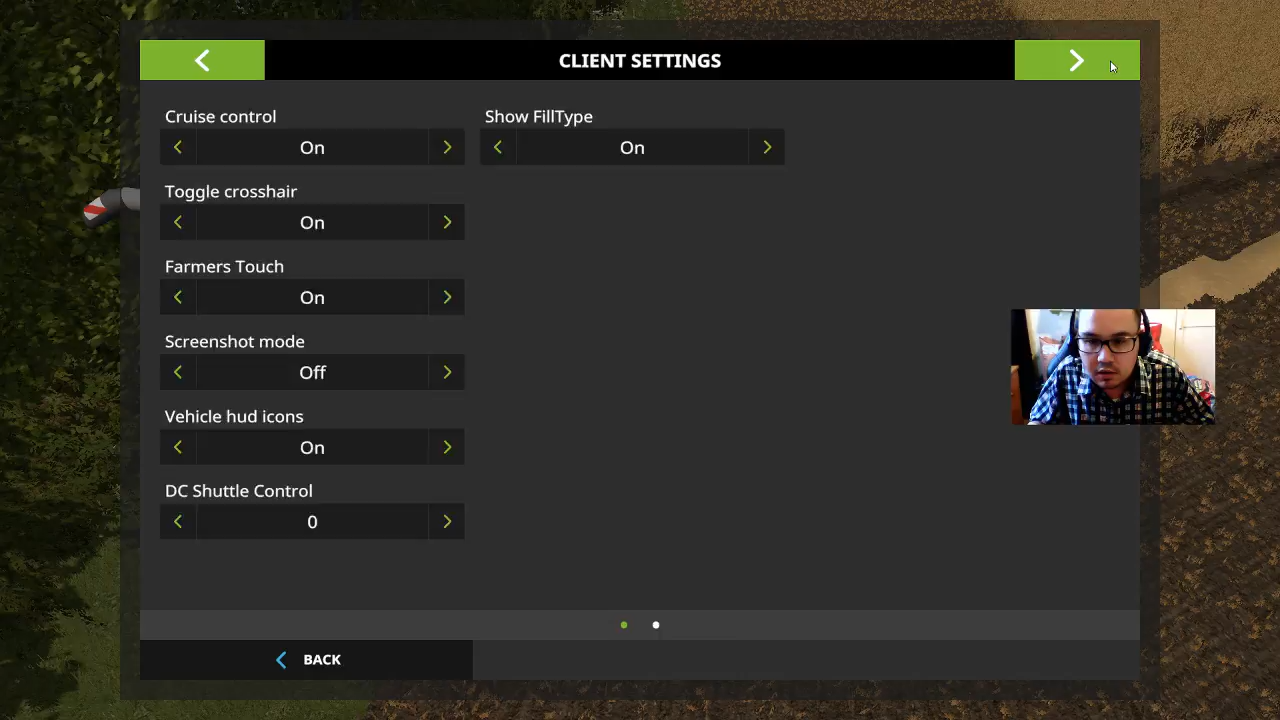 CLIENT SETTINGS
Cruise control
On
Toggle crosshair
On
Farmers Touch
On
Screenshot mode
Off
Vehicle hud icons
On
DC Shuttle Control
0
Show FillType
On
BACK